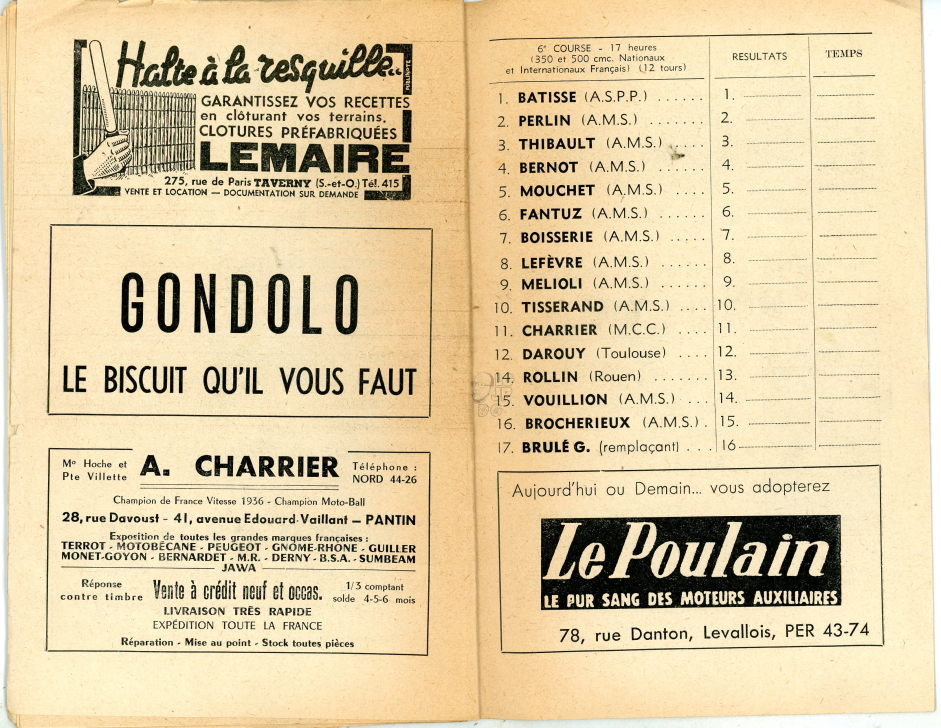 Halte à la resquille..
PUBLINOTE
GARANTISSEZ VOS RECETTES
en clôturant vos terrains.
CLOTURES PRÉFABRIQUÉES
LEMAIRE
275, rue de Paris TAVERNY (S.-et-O.) Tél. 415
VENTE ET LOCATION — DOCUMENTATION SUR DEMANDE
GONDOLO
LE BISCUIT QU'IL VOUS FAUT
Mº Hoche et
Pte Villette
A. CHARRIER
Téléphone :
NORD 44-26
Champion de France Vitesse 1936 - Champion Moto-Ball
28, rue Davoust - 41, avenue Edouard-Vaillant — PANTIN
Exposition de toutes les grandes marques françaises :
TERROT - MOTOBÉCANE - PEUGEOT - GNOME-RHONE - GUILLER
MONET-GOYON - BERNARDET - M.R. - DERNY - B.S.A. - SUMBEAM
JAWA
Réponse
contre timbre
Vente à crédit neuf et occas.
1/3 comptant
solde 4-5-6 mois
LIVRAISON TRÈS RAPIDE
EXPÉDITION TOUTE LA FRANCE
Réparation - Mise au point - Stock toutes pièces
6e COURSE - 17 heures
(350 et 500 cmc. Nationaux
et Internationaux Français) (12 tours)
RESULTATS
TEMPS
1. BATISSE (A.S.P.P.) ...... 1.
2. PERLIN (A.M.S.) ....... 2.
3. THIBAULT (A.M.S.) ..... 3.
4. BERNOT (A.M.S.) ...... 4.
5. MOUCHET (A.M.S.) ..... 5.
6. FANTUZ (A.M.S.) ...... 6.
7. BOISSERIE (A.M.S.) ..... 7.
8. LEFÈVRE (A.M.S.) ...... 8.
9. MELIOLI (A.M.S.) ...... 9.
10. TISSERAND (A.M.S.) .... 10.
11. CHARRIER (M.C.C.) .... 11.
12. DAROUY (Toulouse) .... 12.
14. ROLLIN (Rouen) ....... 13.
15. VOUILLION (A.M.S.) ... 14.
16. BROCHERIEUX (A.M.S.) . 15.
17. BRULÉ G. (remplaçant) ... 16
Aujourd'hui ou Demain... vous adopterez
Le Poulain
LE PUR SANG DES MOTEURS AUXILIAIRES
78, rue Danton, Levallois, PER 43-74